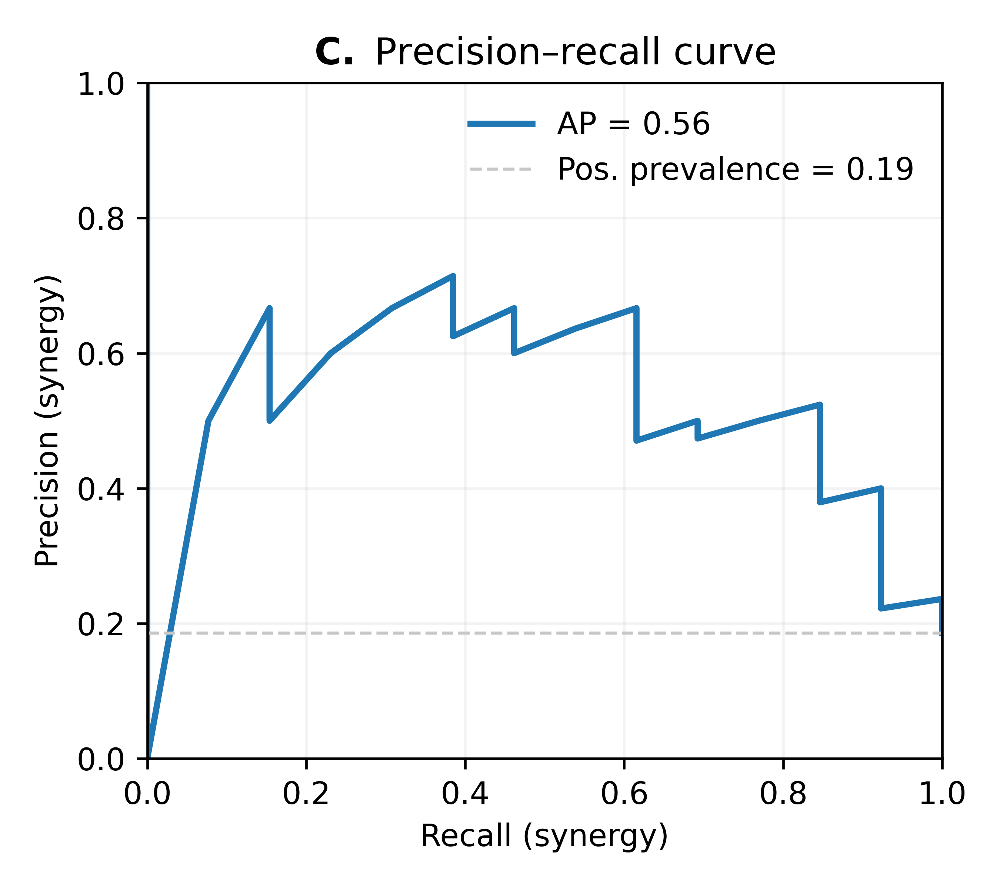 C. Precision–recall curve
1.0
0.8
0.6
0.4
0.2
0.0
Precision (synergy)
AP = 0.56
Pos. prevalence = 0.19
0.0 0.2 0.4 0.6 0.8 1.0
Recall (synergy)